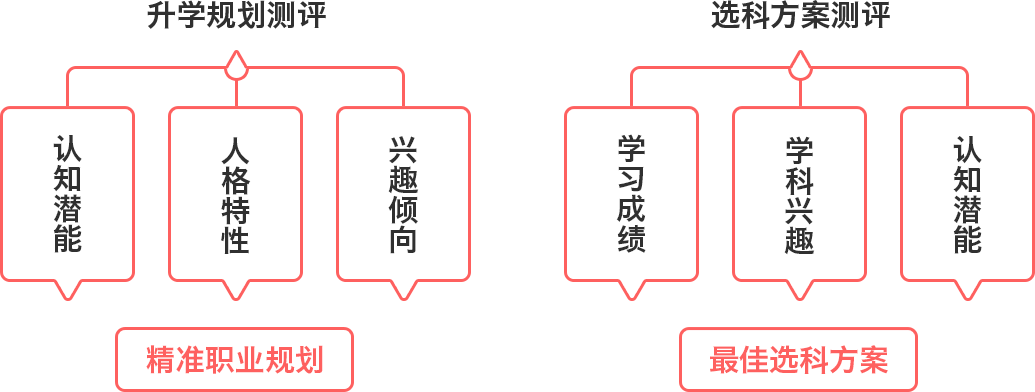 升学规划测评
认知潜能
人格特性
兴趣倾向
精准职业规划
选科方案测评
学习成绩
学科兴趣
认知潜能
最佳选科方案